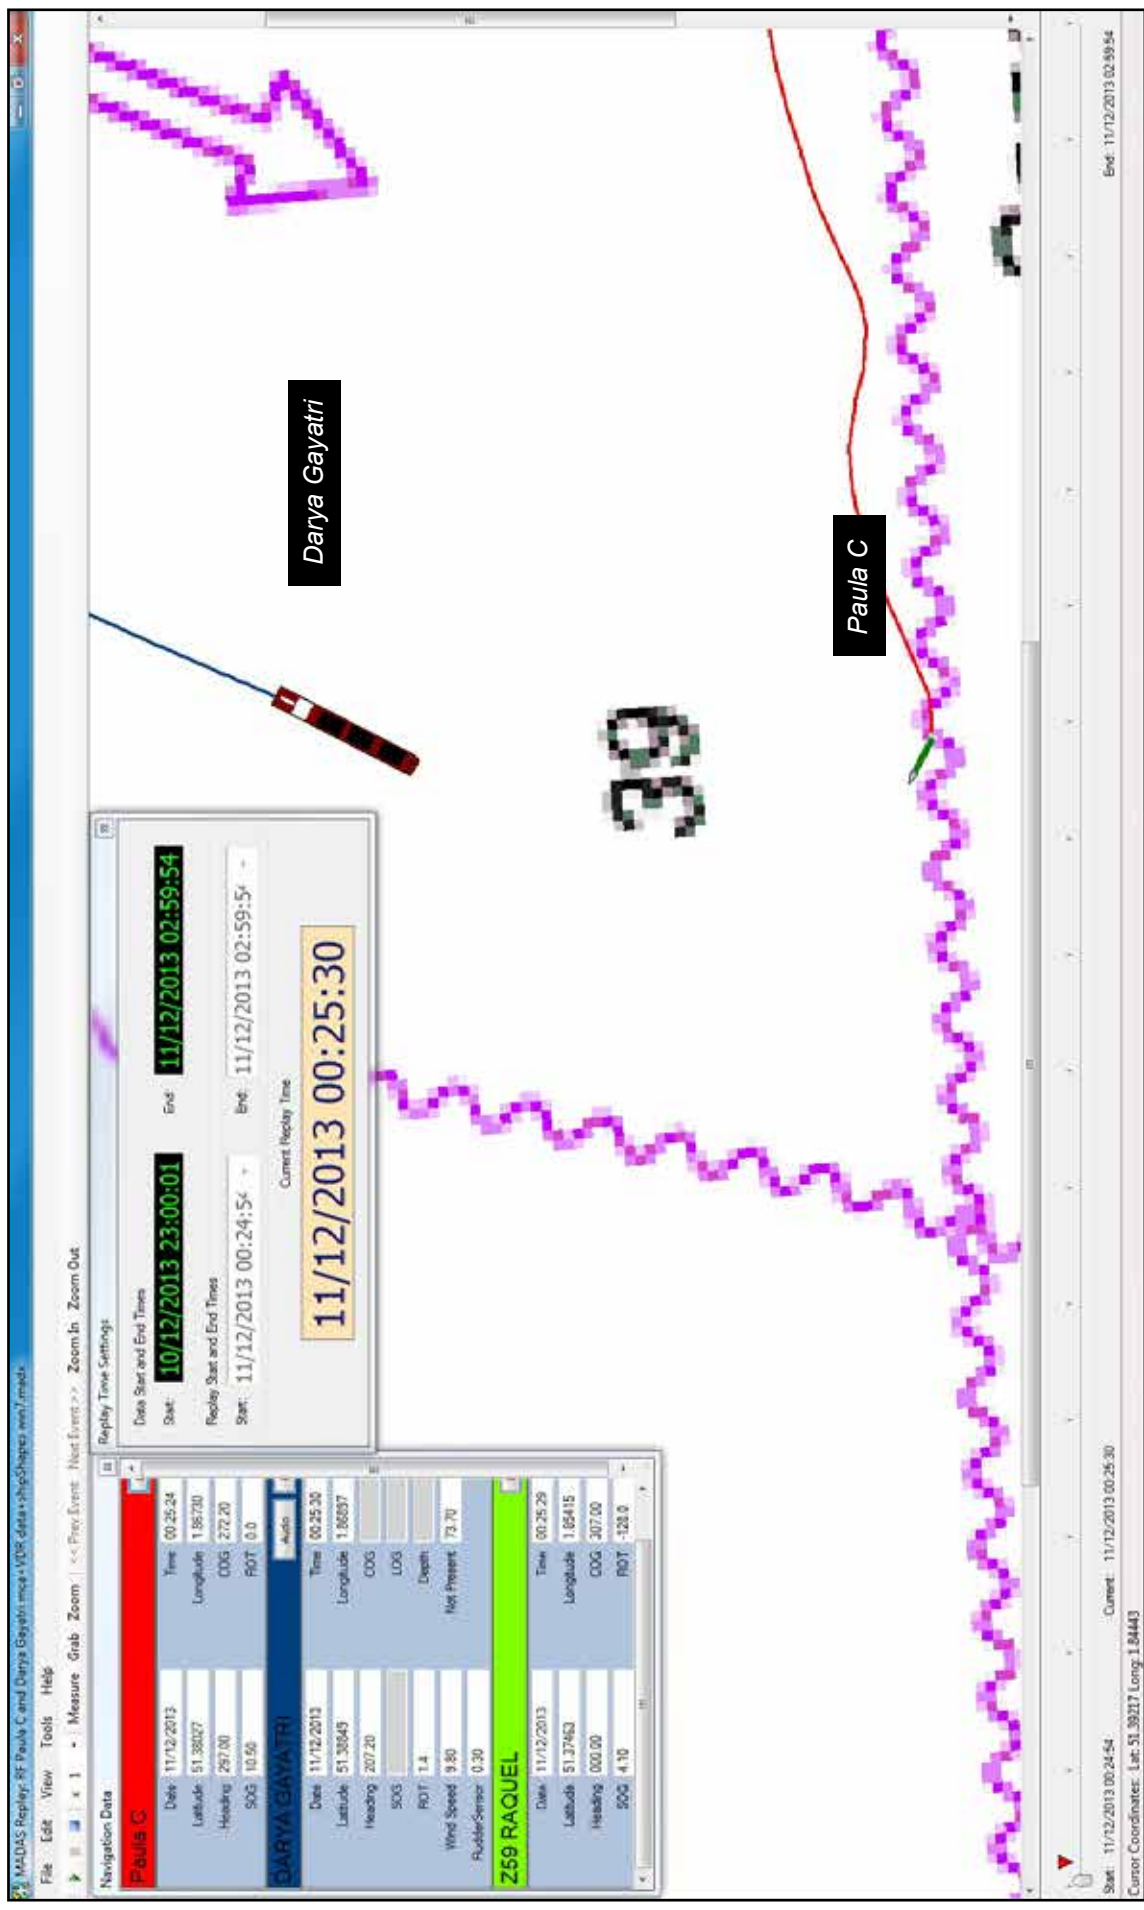 MADAS Replay: RF Paula C and Darya Gayatri mca+VDR data+shipShapes win7.madx
File Edit View Tools Help
x 1 Measure Grab Zoom << Prev Event Next Event >> Zoom In Zoom Out
Navigation Data
Paula C
Date 11/12/2013 Time 00:25:24
Latitude 51.38027 Longitude 1.86730
Heading 297.00 COG 272.20
SOG 10.50 ROT 0.0
DARYA GAYATRI Auto
Date 11/12/2013 Time 00:25:30
Latitude 51.38849 Longitude 1.86897
Heading 207.20 COG
SOG LOG
ROT 1.4 Depth
Wind Speed 9.80 Not Present 73.70
RudderSensor 0.30
Z59 RAQUEL
Date 11/12/2013 Time 00:25:29
Latitude 51.37463 Longitude 1.85415
Heading 000.00 COG 307.00
SOG 4.10 ROT -128.0
Replay Time Settings
Data Start and End Times
Start: 10/12/2013 23:00:01 End: 11/12/2013 02:59:54
Replay Start and End Times
Start: 11/12/2013 00:24:54 End: 11/12/2013 02:59:54
Current Replay Time
11/12/2013 00:25:30
Darya Gayatri
39
Paula C
Start: 11/12/2013 00:24:54 Current: 11/12/2013 00:25:30 End: 11/12/2013 02:59:54
Cursor Coordinates: Lat: 51.39217 Long: 1.84443